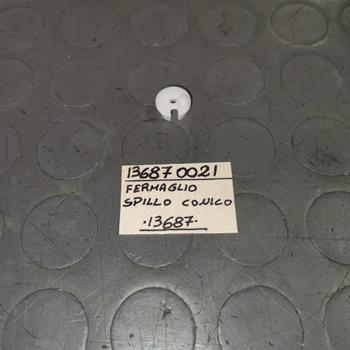 13687 0021
FERMAGLIO
SPILLO CONICO
·13687·